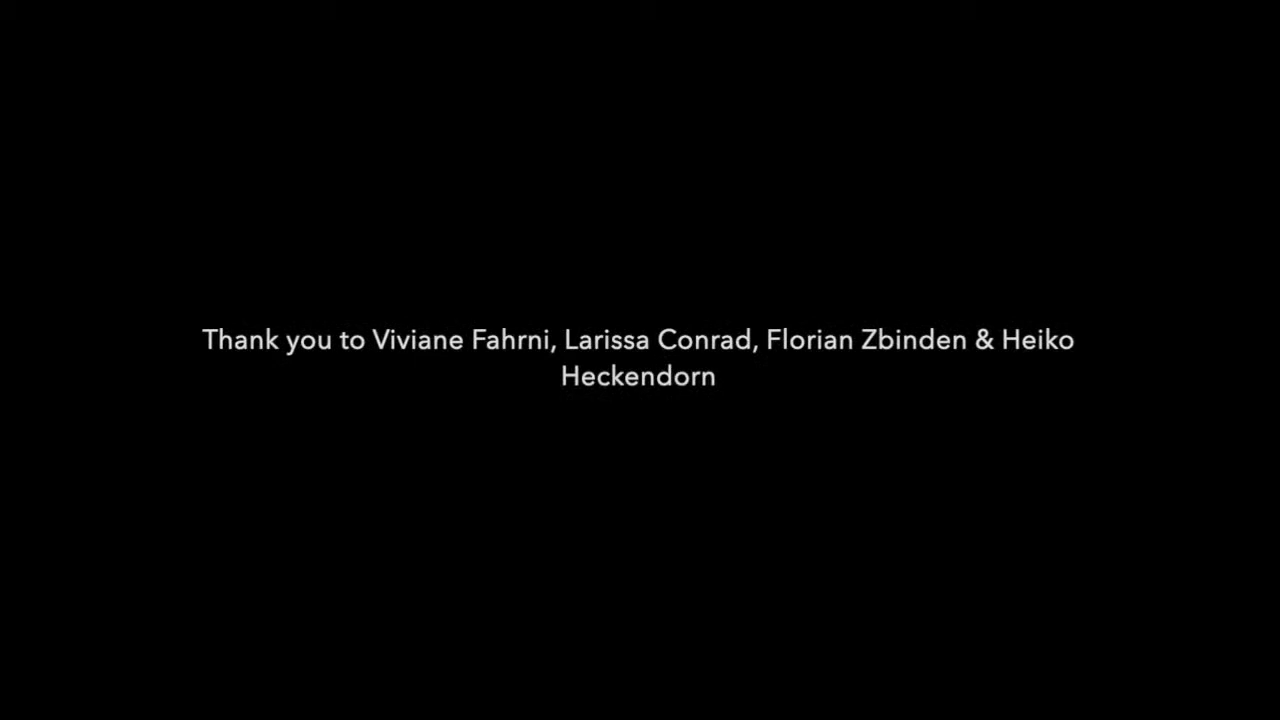 Thank you to Viviane Fahrni, Larissa Conrad, Florian Zbinden & Heiko
Heckendorn